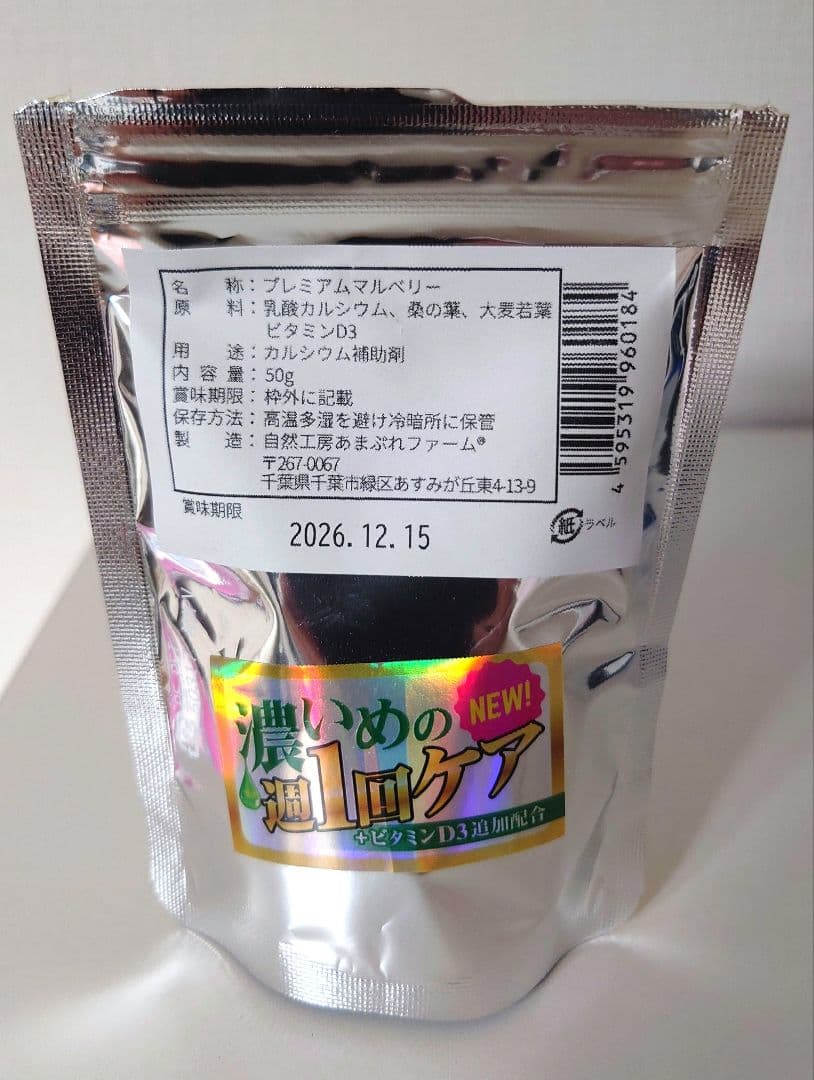 名称：プレミアムマルベリー
原料：乳酸カルシウム、桑の葉、大麦若葉
ビタミンD3
用途：カルシウム補助剤
内容量：50g
賞味期限：枠外に記載
保存方法：高温多湿を避け冷暗所に保管
製造：自然工房あまぷれファーム®
〒267-0067
千葉県千葉市緑区あすみが丘東4-13-9
賞味期限
2026.12.15
4595319960184
紙 ラベル
NEW!
濃いめの
週1回ケア
+ビタミンD3追加配合